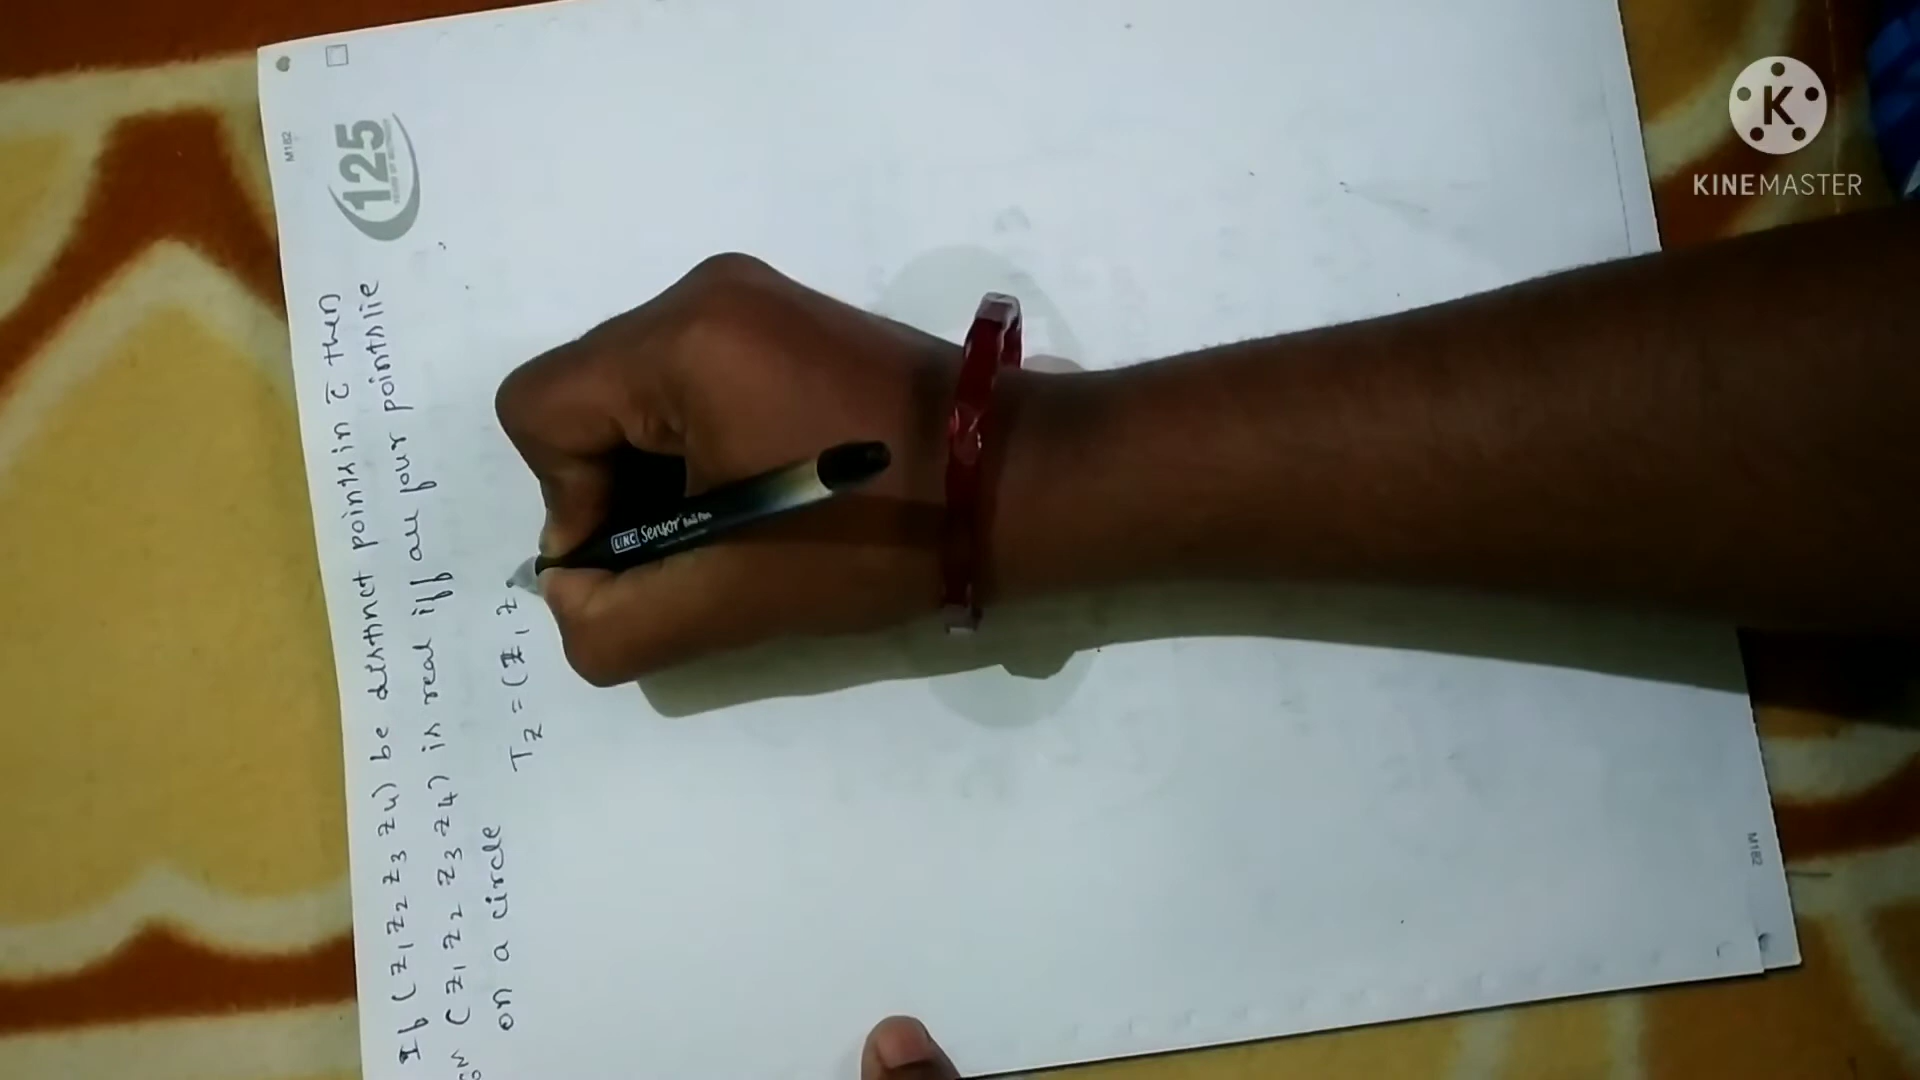 If (z₁ z₂ z₃ z₄) be distinct points in C̄ then
(z₁ z₂ z₃ z₄) is real iff all four points lie
on a circle
T_z = (z₁ z
125
M182
LINC Sensor Ball Pen
M182
K
KINEMASTER